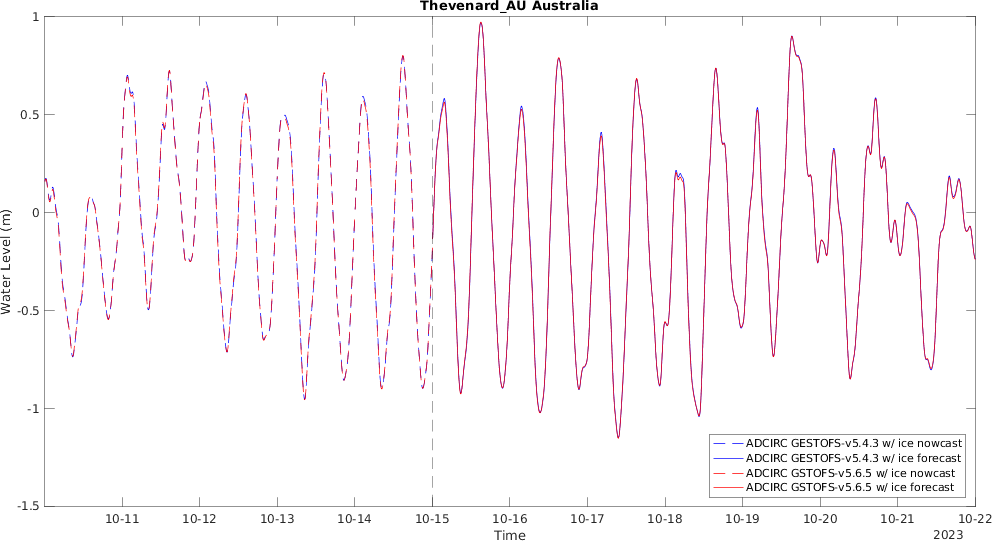 Thevenard_AU Australia
1
0.5
0
-0.5
-1
-1.5
Water Level (m)
ADCIRC GESTOFS-v5.4.3 w/ ice nowcast
ADCIRC GESTOFS-v5.4.3 w/ ice forecast
ADCIRC GSTOFS-v5.6.5 w/ ice nowcast
ADCIRC GSTOFS-v5.6.5 w/ ice forecast
10-11 10-12 10-13 10-14 10-15 10-16 10-17 10-18 10-19 10-20 10-21 10-22
Time
2023